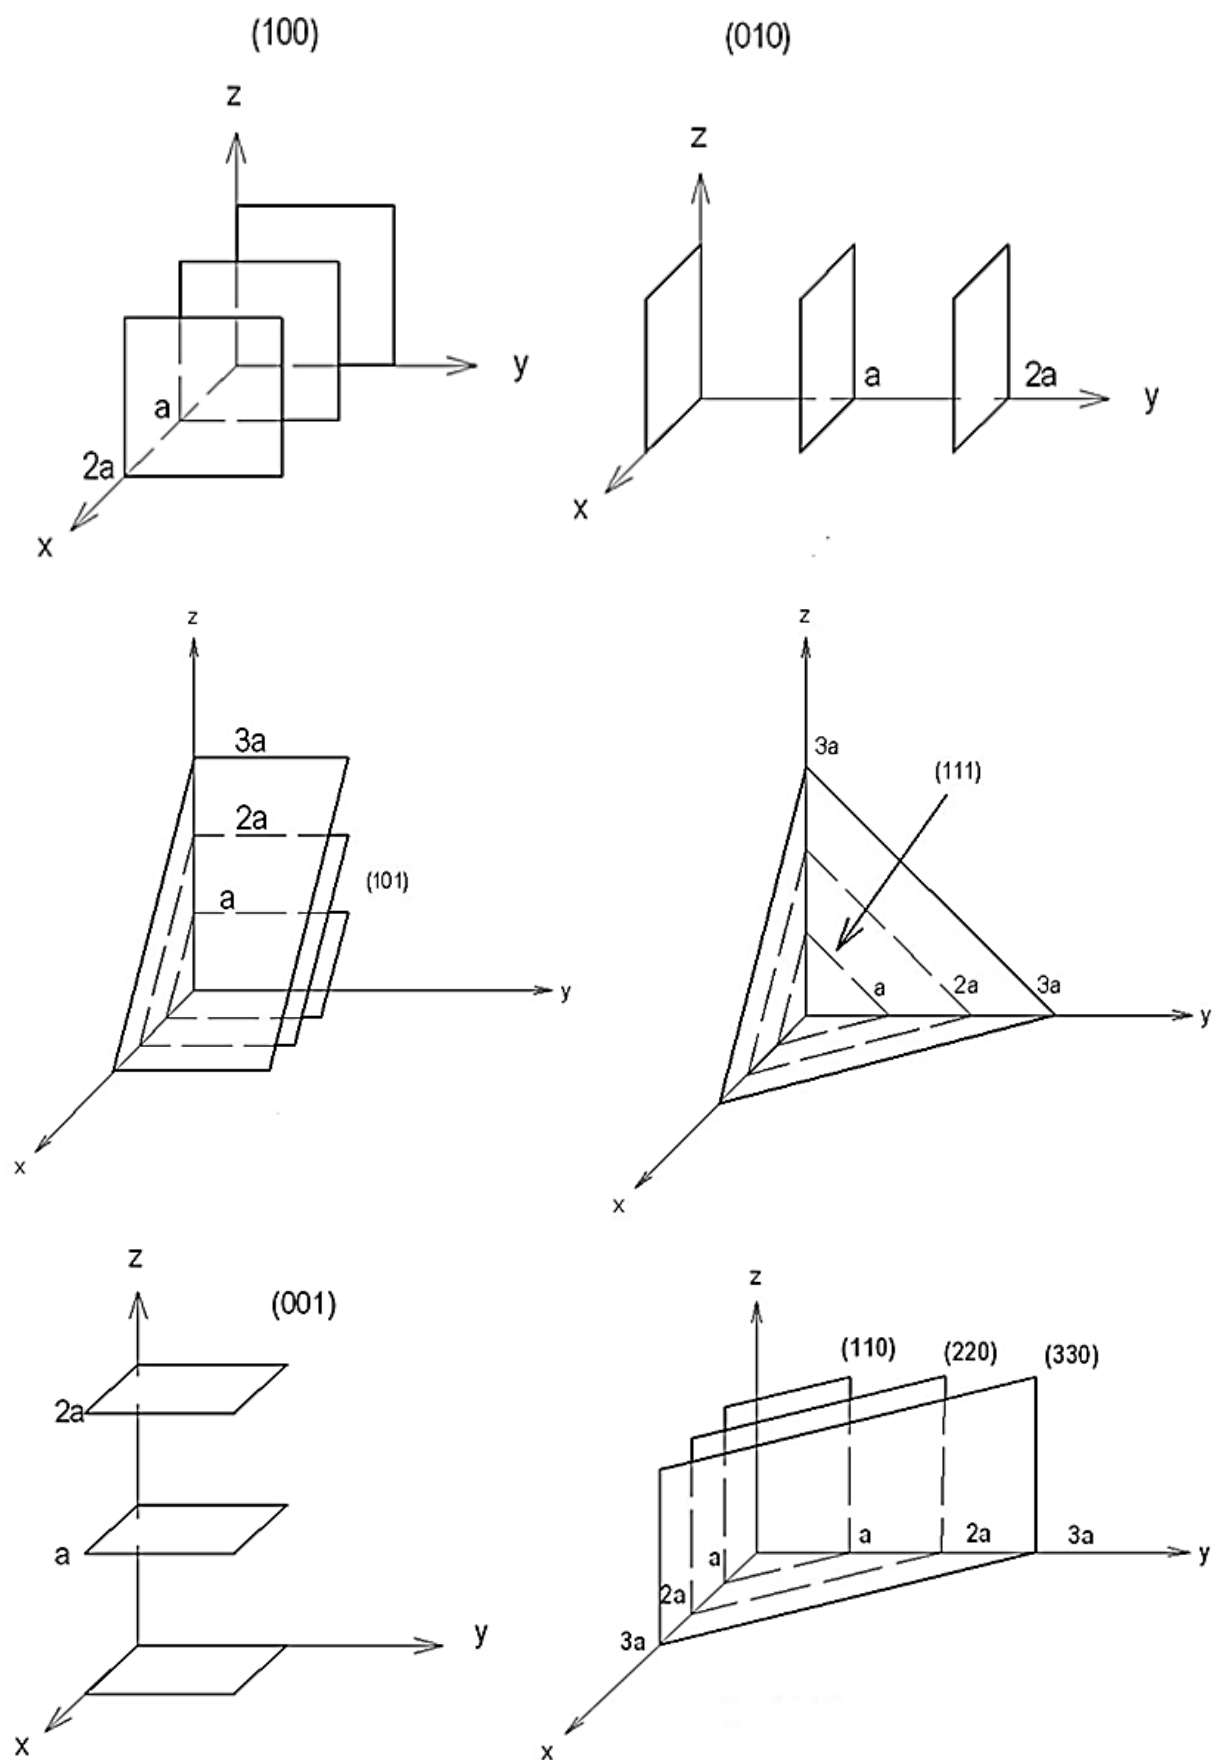 (100)
z
y
a
2a
x
(010)
z
a
2a
y
x
z
3a
2a
a
(101)
y
x
z
3a
(111)
a
2a
3a
y
x
z
(001)
2a
a
y
x
z
(110)
(220)
(330)
a
2a
3a
y
a
2a
3a
x